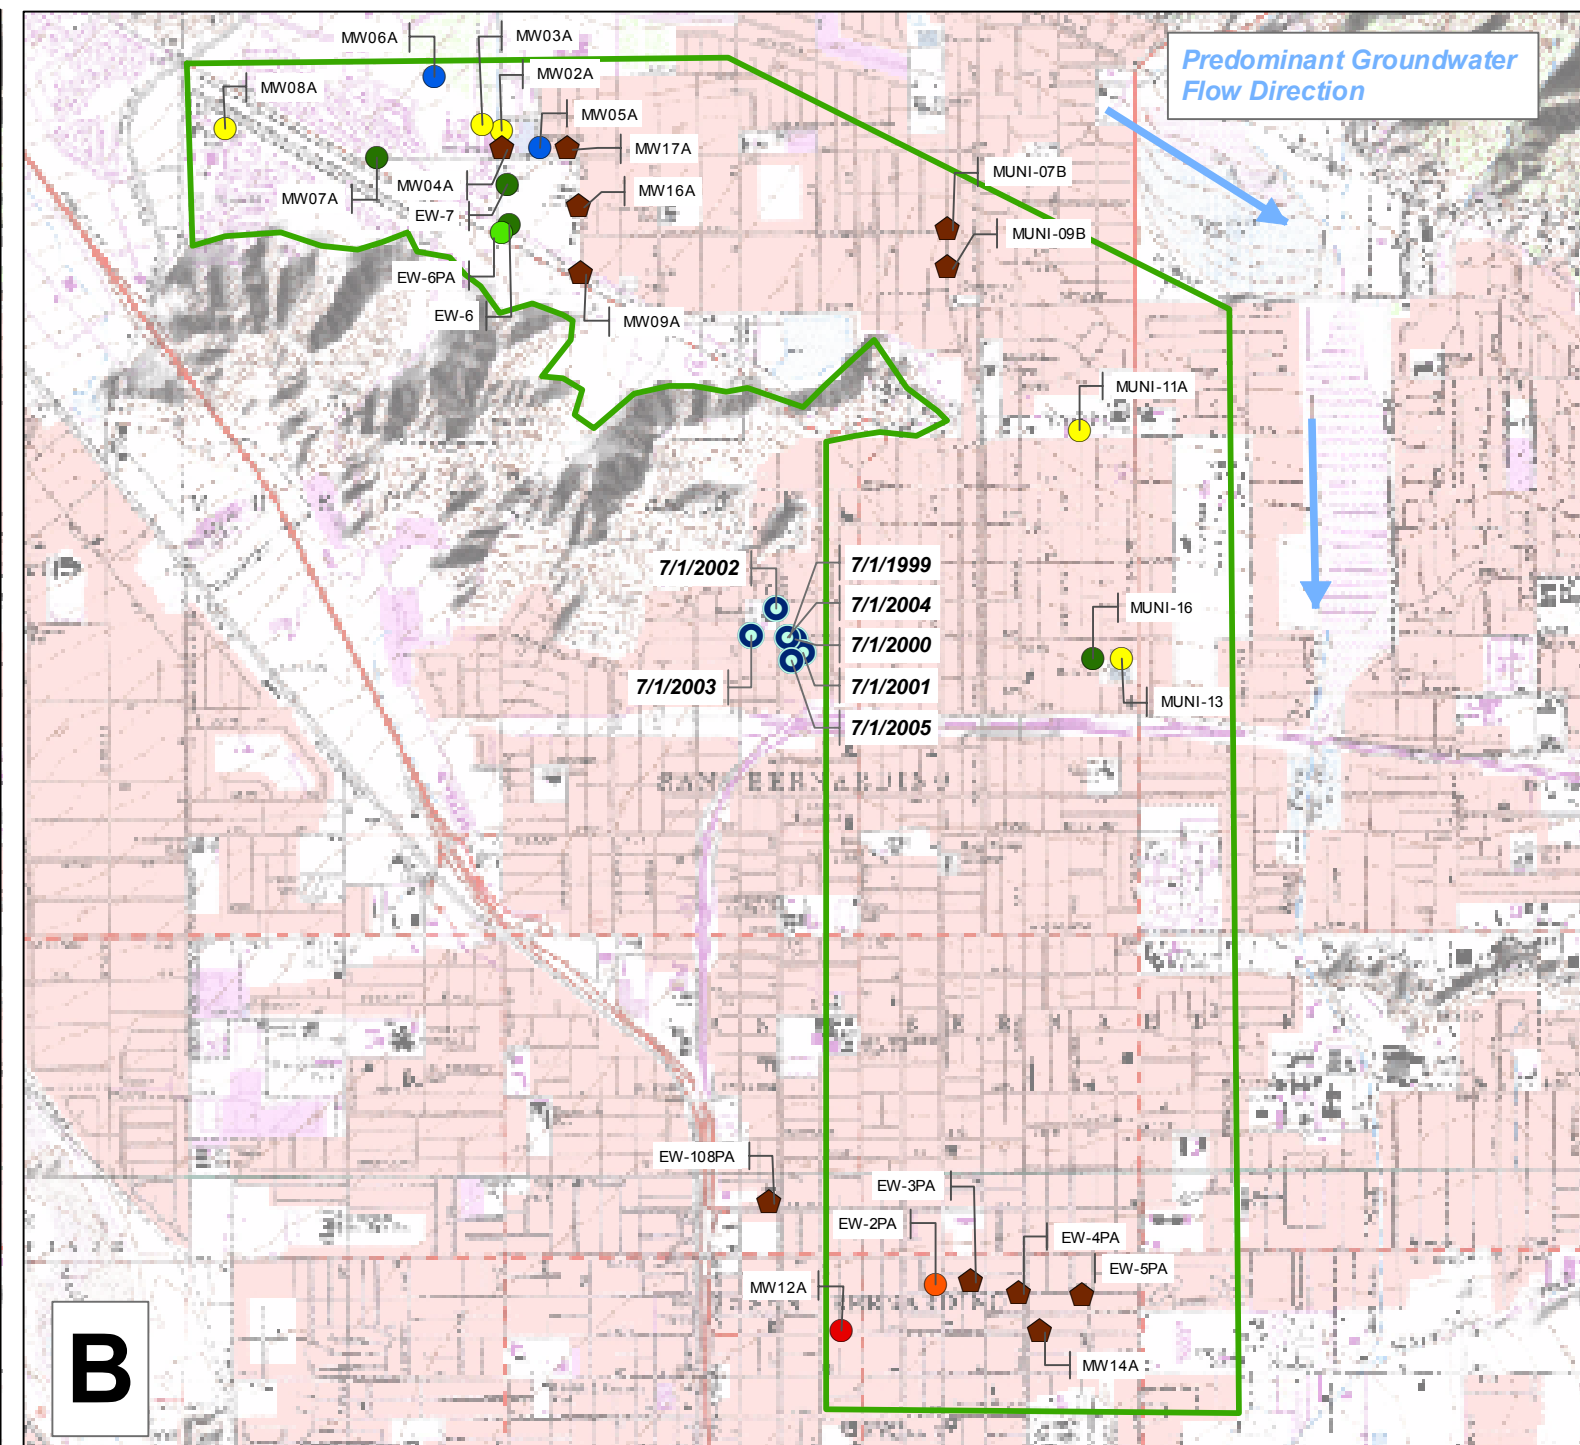 MW06A
MW03A
Predominant Groundwater
Flow Direction
MW02A
MW08A
MW05A
MW17A
MUNI-07B
MW04A
MW16A
MW07A
EW-7
MUNI-09B
EW-6PA
EW-6
MW09A
MUNI-11A
7/1/2002
7/1/1999
7/1/2004
MUNI-16
7/1/2000
7/1/2003
7/1/2001
MUNI-13
7/1/2005
SAN BERNARDINO
EW-108PA
EW-3PA
EW-2PA
EW-4PA
EW-5PA
MW12A
MW14A
B